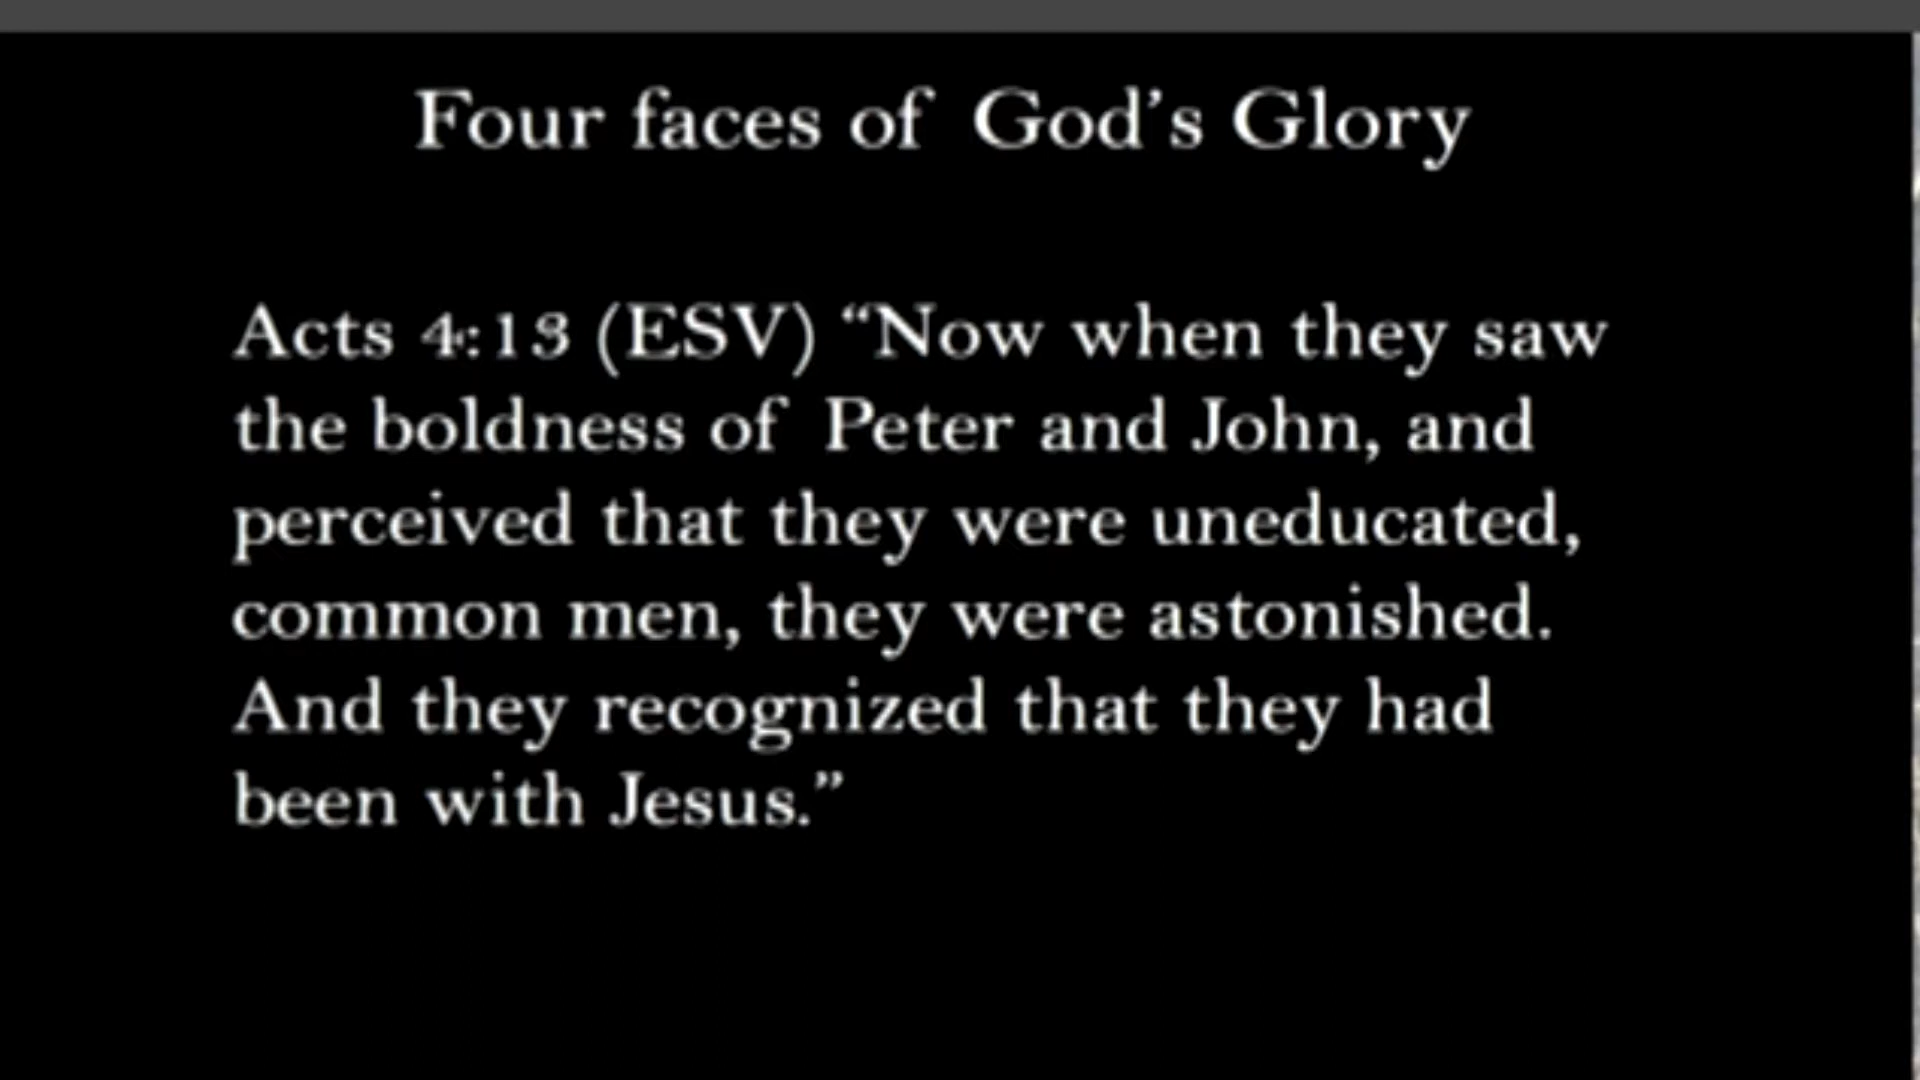 Four faces of God’s Glory
Acts 4:13 (ESV) “Now when they saw
the boldness of Peter and John, and
perceived that they were uneducated,
common men, they were astonished.
And they recognized that they had
been with Jesus.”